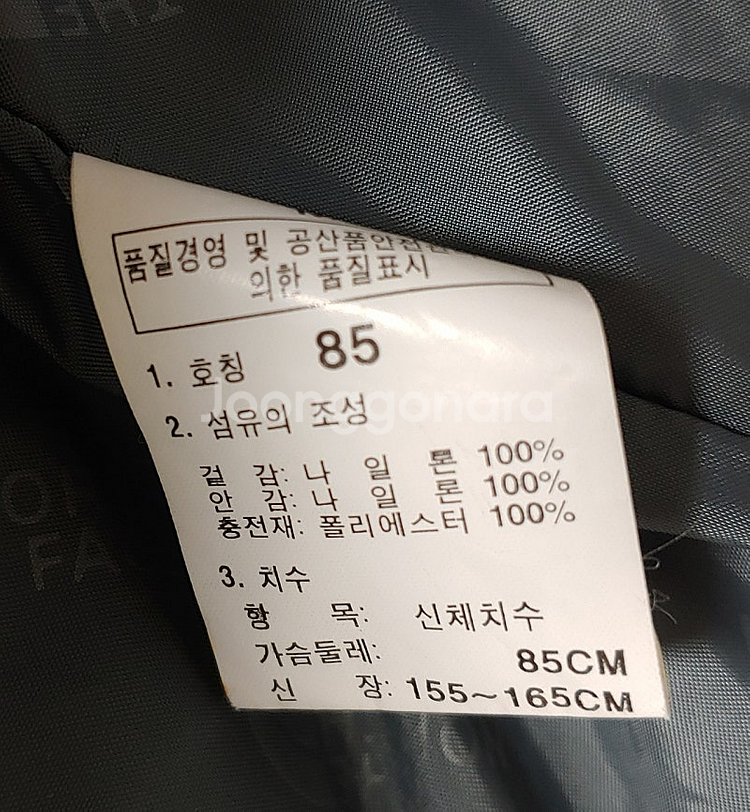 품질경영 및 공산품안전
의한 품질표시
1. 호칭 85
Joonggonara
2. 섬유의 조성
겉 감: 나 일 론 100%
안 감: 나 일 론 100%
충전재: 폴리에스터 100%
3. 치수
항 목: 신체치수
가슴둘레: 85CM
신 장: 155~165CM